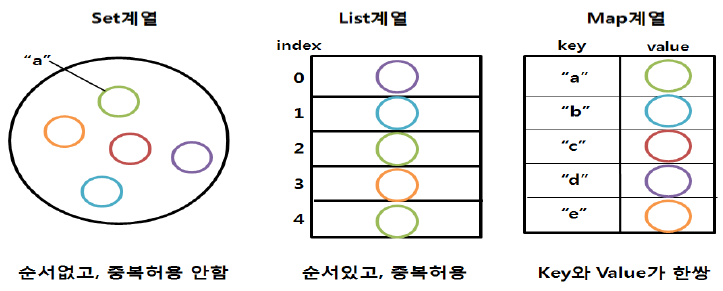 Set계열
"a"
순서없고, 중복허용 안함
List계열
index
0
1
2
3
4
순서있고, 중복허용
Map계열
key value
"a"
"b"
"c"
"d"
"e"
Key와 Value가 한쌍